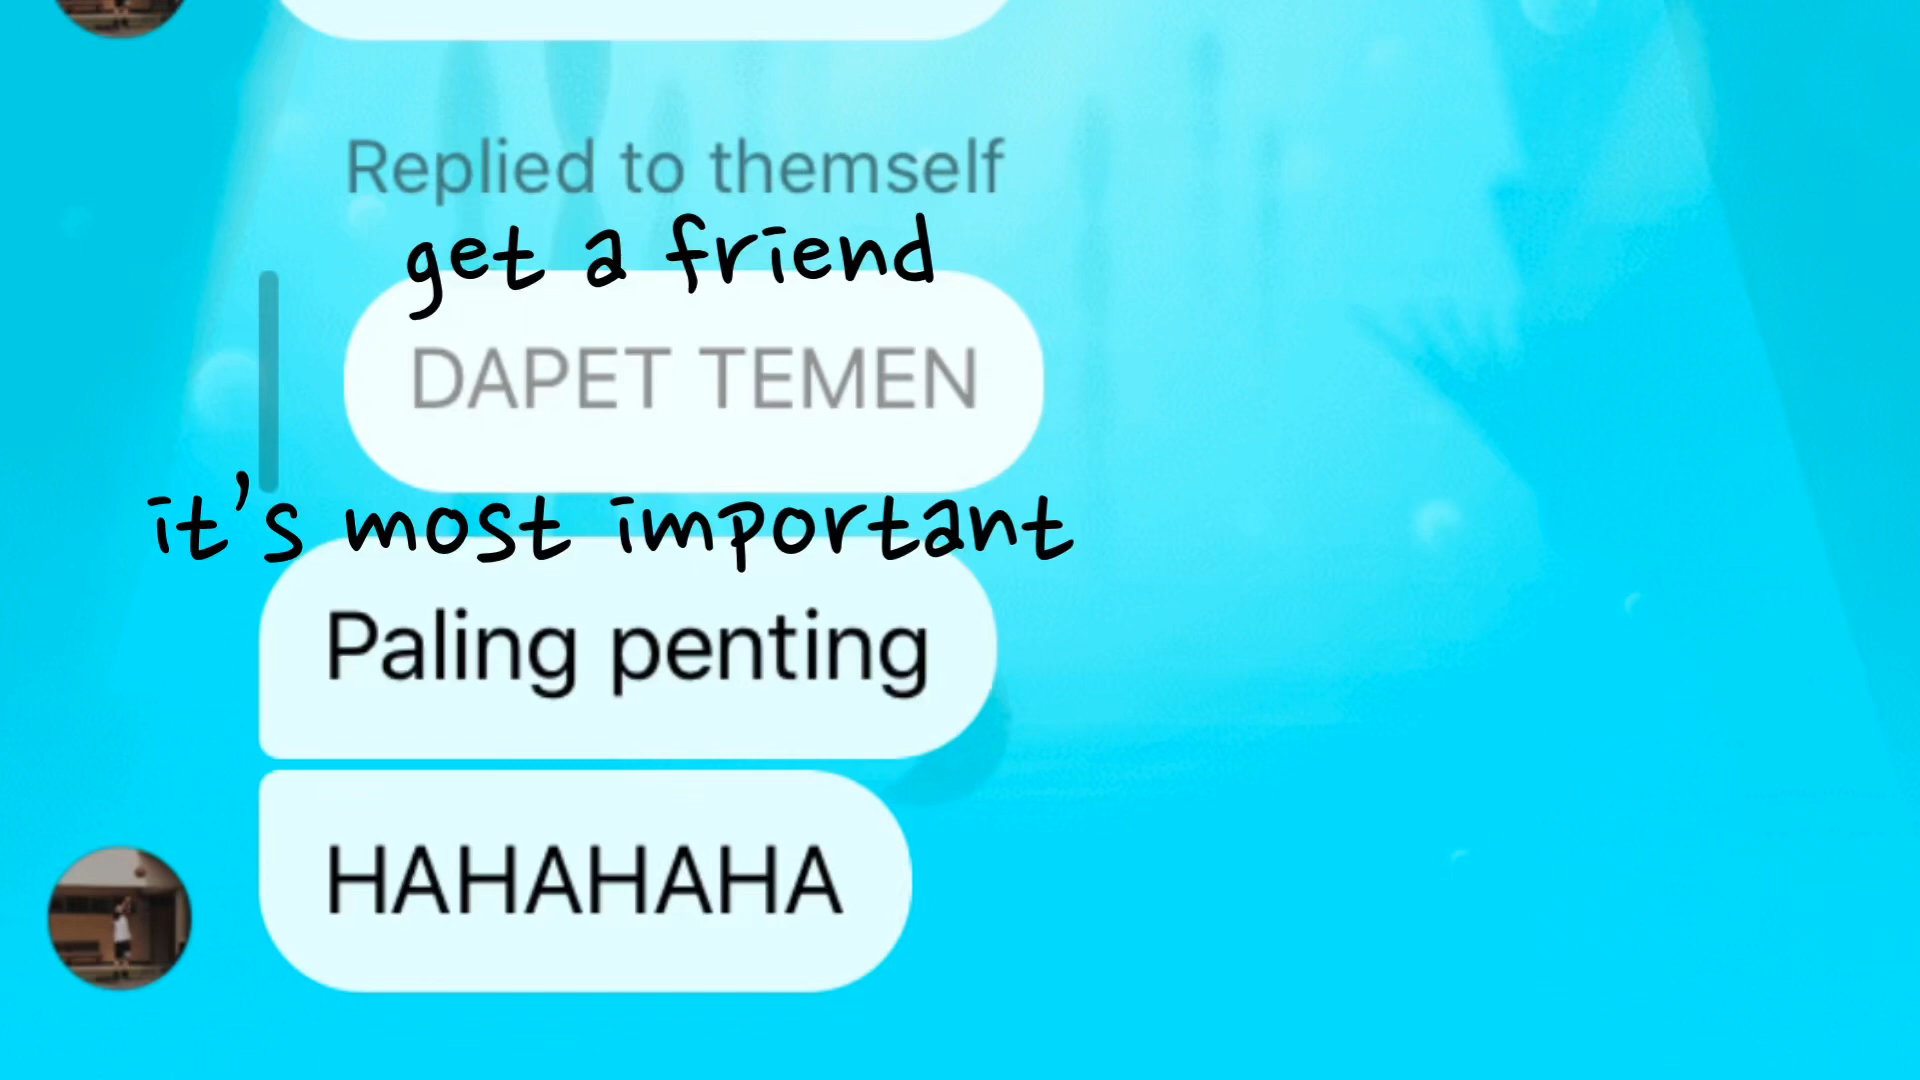 Replied to themself
get a friend
DAPET TEMEN
it's most important
Paling penting
HAHAHAHA